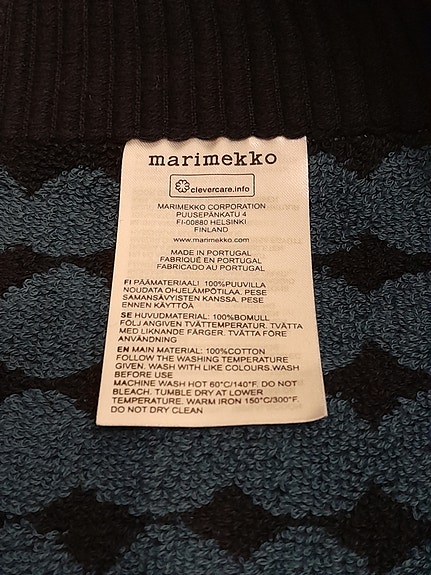 marimekko
clevercare.info
MARIMEKKO CORPORATION
PUUSEPÄNKATU 4
FI-00880 HELSINKI
FINLAND
www.marimekko.com
MADE IN PORTUGAL
FABRIQUÉ EN PORTUGAL
FABRICADO AO PORTUGAL
FI PÄÄMATERIAALI: 100%PUUVILLA
NOUDATA OHJELÄMPÖTILAA. PESE
SAMANSÄVYISTEN KANSSA. PESE
ENNEN KÄYTTÖÄ
SE HUVUDMATERIAL: 100%BOMULL
FÖLJ ANGIVEN TVÄTTEMPERATUR. TVÄTTA
MED LIKNANDE FÄRGER. TVÄTTA FÖRE
ANVÄNDNING
EN MAIN MATERIAL: 100%COTTON
FOLLOW THE WASHING TEMPERATURE
GIVEN. WASH WITH LIKE COLOURS.WASH
BEFORE USE
MACHINE WASH HOT 60°C/140°F. DO NOT
BLEACH. TUMBLE DRY AT LOWER
TEMPERATURE. WARM IRON 150°C/300°F.
DO NOT DRY CLEAN